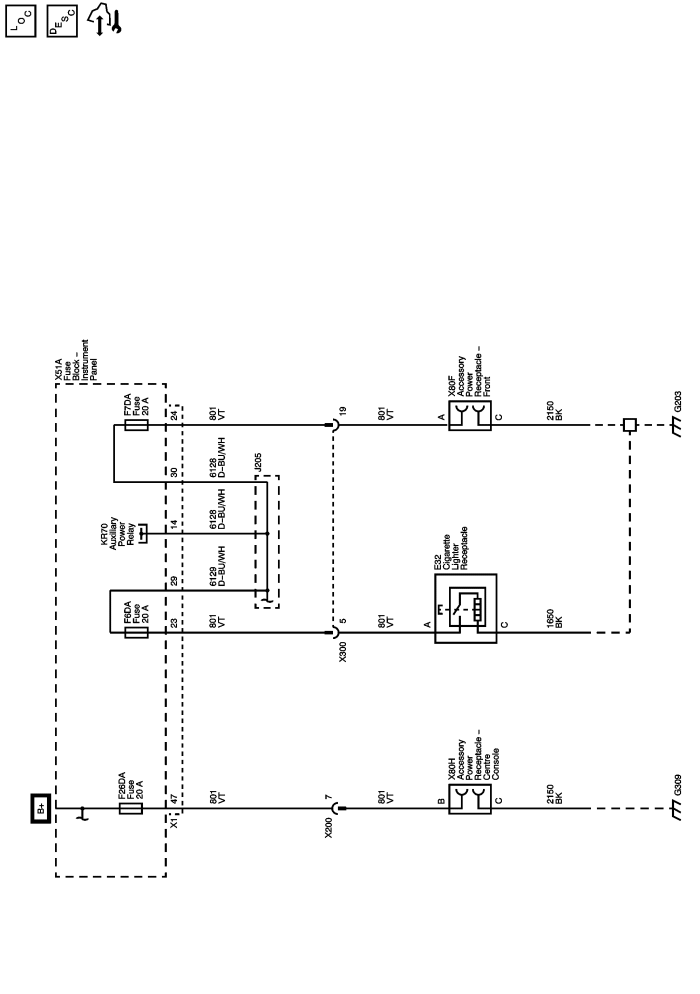 LOC
DESC
X51A
Fuse
Block –
Instrument
Panel
F7DA
Fuse
20 A
24
801
VT
19
801
VT
X80F
Accessory
Power
Receptacle –
Front
A
C
2150
BK
G203
30
6128
D–BU/WH
J205
KR70
Auxiliary
Power
Relay
14
6128
D–BU/WH
29
6129
D–BU/WH
F6DA
Fuse
20 A
23
801
VT
5
X300
801
VT
E32
Cigarette
Lighter
Receptacle
A
C
1650
BK
B+
F26DA
Fuse
20 A
47
X1
801
VT
7
X200
801
VT
X80H
Accessory
Power
Receptacle –
Centre
Console
B
C
2150
BK
G309